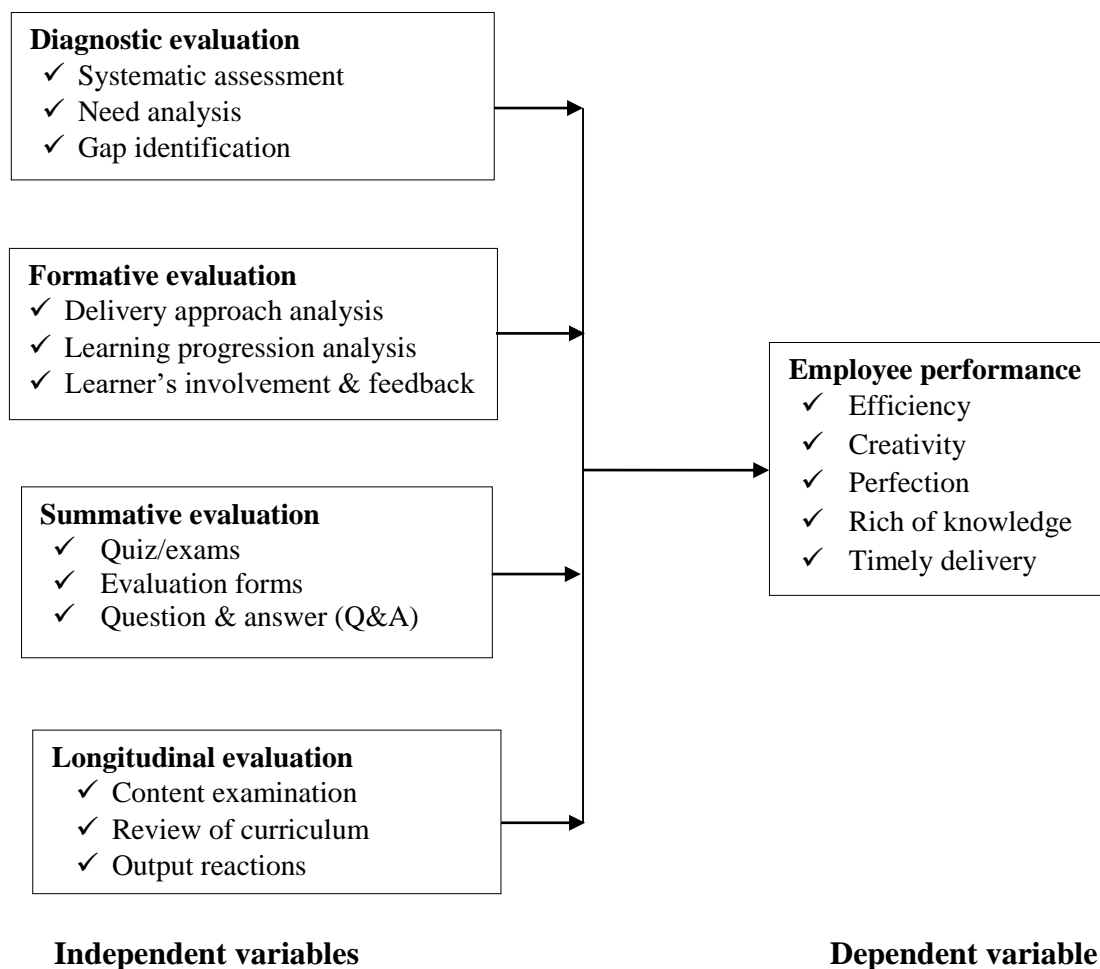 Diagnostic evaluation
✓ Systematic assessment
✓ Need analysis
✓ Gap identification
Formative evaluation
✓ Delivery approach analysis
✓ Learning progression analysis
✓ Learner’s involvement & feedback
Summative evaluation
✓ Quiz/exams
✓ Evaluation forms
✓ Question & answer (Q&A)
Longitudinal evaluation
✓ Content examination
✓ Review of curriculum
✓ Output reactions
Employee performance
✓ Efficiency
✓ Creativity
✓ Perfection
✓ Rich of knowledge
✓ Timely delivery
Independent variables
Dependent variable